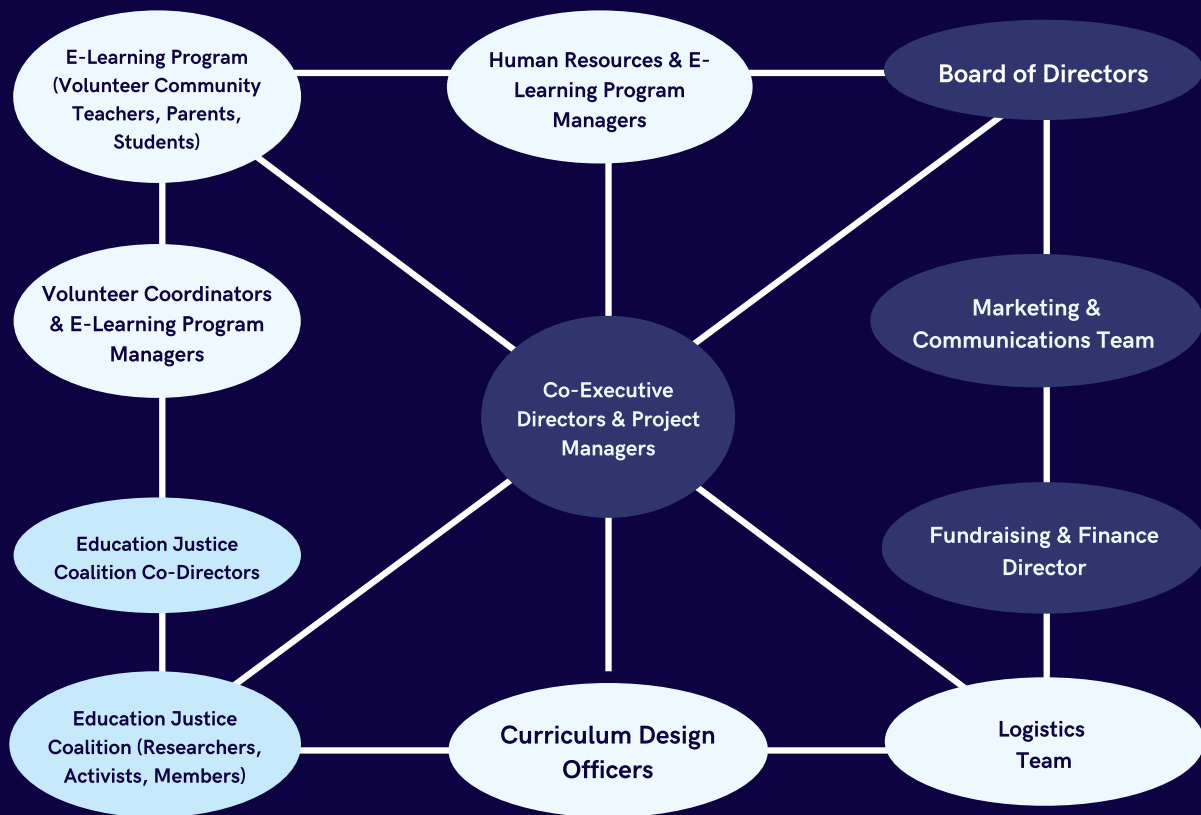 E-Learning Program
(Volunteer Community
Teachers, Parents,
Students)
Human Resources & E-
Learning Program
Managers
Board of Directors
Volunteer Coordinators
& E-Learning Program
Managers
Marketing &
Communications Team
Co-Executive
Directors & Project
Managers
Education Justice
Coalition Co-Directors
Fundraising & Finance
Director
Education Justice
Coalition (Researchers,
Activists, Members)
Curriculum Design
Officers
Logistics
Team